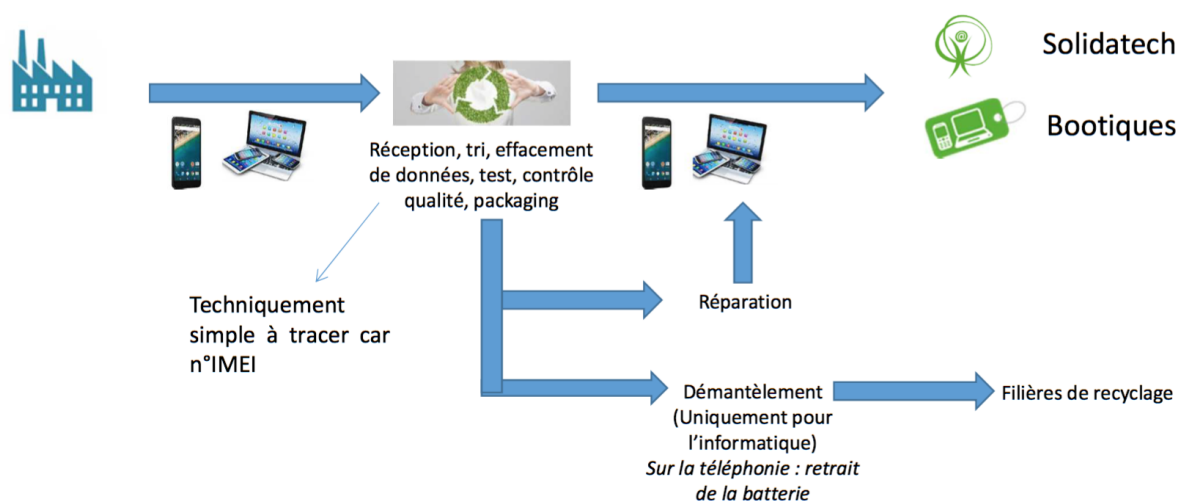 Solidatech
Bootiques
Réception, tri, effacement
de données, test, contrôle
qualité, packaging
Techniquement
simple à tracer car
n°IMEI
Réparation
Démantèlement
(Uniquement pour
l'informatique)
Sur la téléphonie : retrait
de la batterie
Filières de recyclage